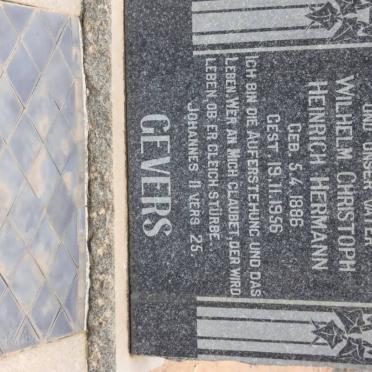 UND UNSER VATER
WILHELM CHRISTOPH
HEINRICH HERMANN
GEB. 5.4.1886
GEST. 19.11.1956
ICH BIN DIE AUFERSTEHUNG UND DAS
LEBEN. WER AN MICH GLAUBET, DER WIRD
LEBEN, OB ER GLEICH STÜRBE.
JOHANNES 11 VERS 25.
GEVERS